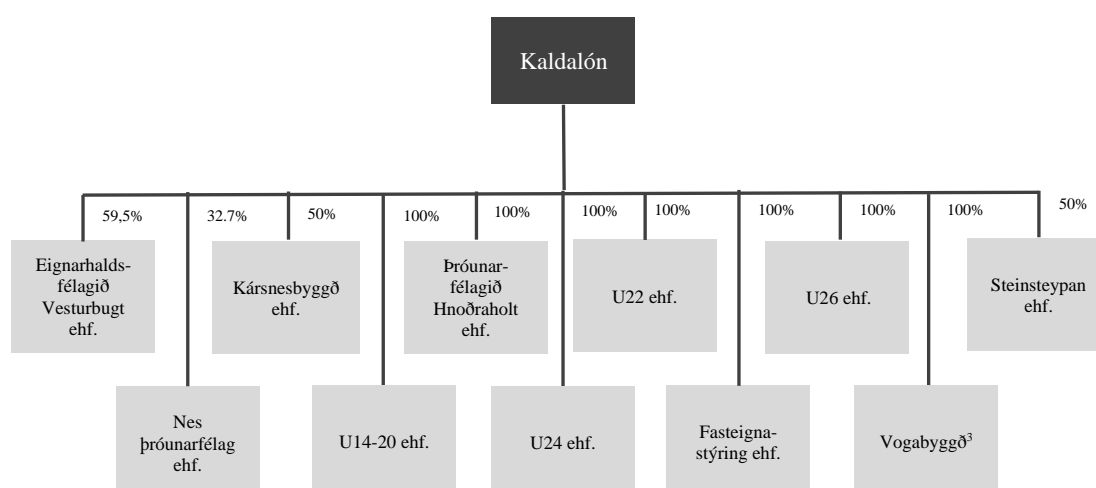 Kaldalón
59,5%
32.7%
50%
100%
100%
100%
100%
100%
100%
100%
50%
Eignarhalds-
félagið
Vesturbugt
ehf.
Kársnesbyggð
ehf.
Þróunar-
félagið
Hnoðraholt
ehf.
U22 ehf.
U26 ehf.
Steinsteypan
ehf.
Nes
þróunarfélag
ehf.
U14-20 ehf.
U24 ehf.
Fasteigna-
stýring ehf.
Vogabyggð³